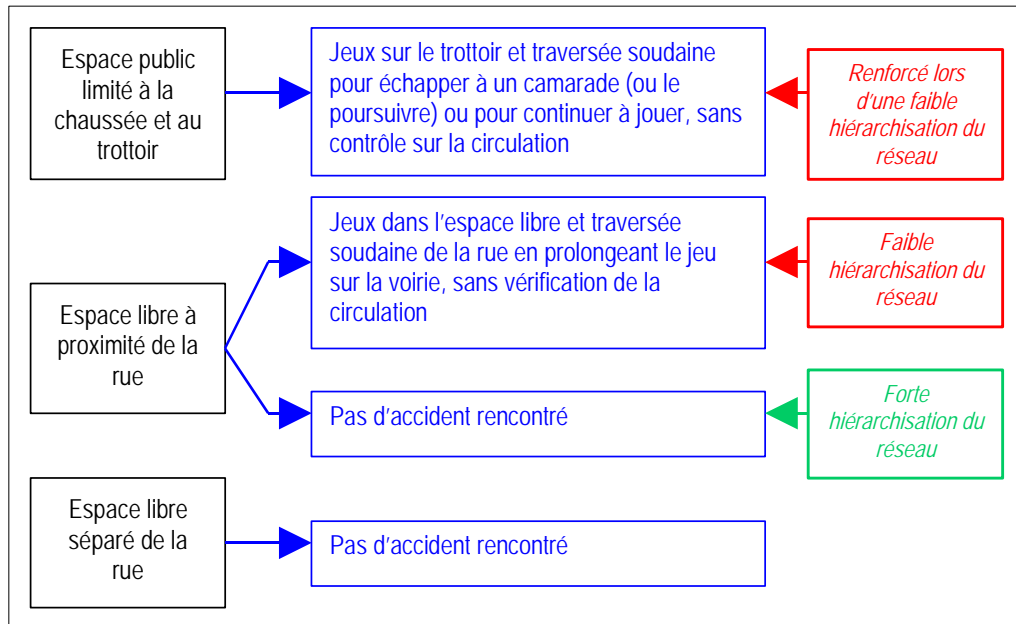 Espace public
limité à la
chaussée et au
trottoir
Jeux sur le trottoir et traversée soudaine
pour échapper à un camarade (ou le
poursuivre) ou pour continuer à jouer, sans
contrôle sur la circulation
Renforcé lors
d'une faible
hiérarchisation du
réseau
Espace libre à
proximité de la
rue
Jeux dans l'espace libre et traversée
soudaine de la rue en prolongeant le jeu
sur la voirie, sans vérification de la
circulation
Faible
hiérarchisation du
réseau
Pas d'accident rencontré
Forte
hiérarchisation du
réseau
Espace libre
séparé de la
rue
Pas d'accident rencontré